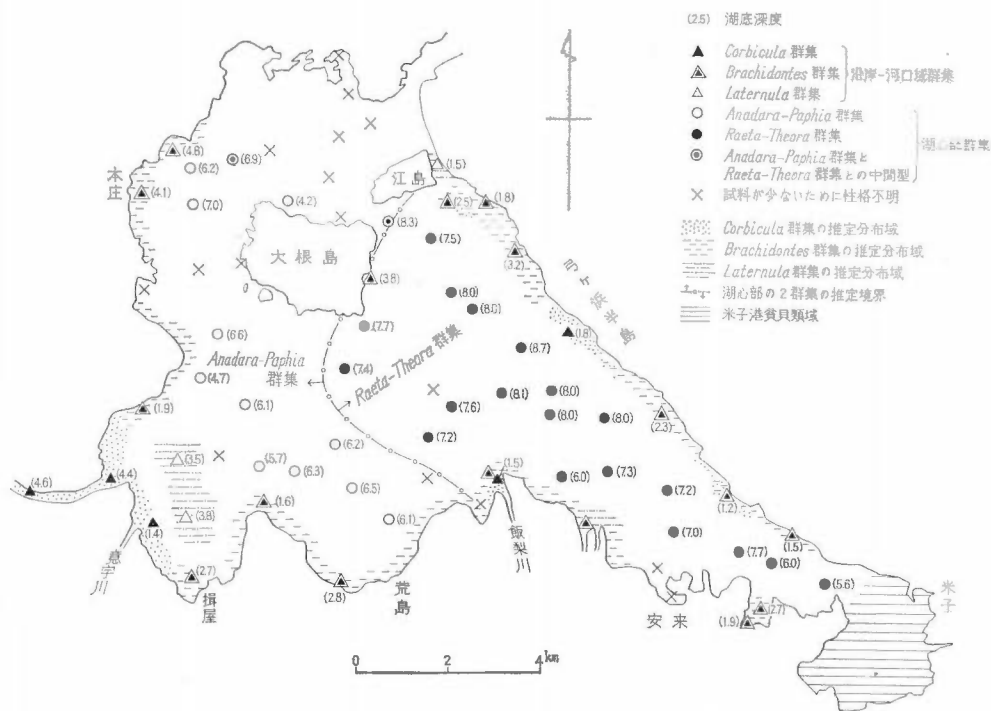 (2.5) 湖底深度
▲ Corbicula 群集
Brachidontes 群集
沿岸-河口域群集
△ Laternula 群集
○ Anadara-Paphia 群集
● Raeta-Theora 群集
◉ Anadara-Paphia 群集と
Raeta-Theora 群集との中間型
× 試料が少ないために性格不明
Corbicula 群集の推定分布域
Brachidontes 群集の推定分布域
Laternula 群集の推定分布域
湖心部の2群集の推定境界
米子港貧貝類域
(4.8)
(6.9)
(6.2)
本庄
(4.1)
(7.0)
(4.2)
江島
(1.5)
(2.5)
(1.8)
(8.3)
(7.5)
(3.2)
大根島
(3.8)
弓ヶ浜半島
(8.0)
(8.0)
(7.7)
(1.8)
(6.6)
(8.7)
Anadara-Paphia
群集
Raeta-Theora 群集
(7.4)
(4.7)
(6.1)
(8.1)
(8.0)
(7.6)
(8.0)
(8.0)
(1.9)
(2.3)
(7.2)
(6.2)
(3.5)
(5.7)
(6.3)
(1.5)
(6.0)
(7.3)
(4.6)
(4.4)
(6.5)
(7.2)
(1.2)
(1.6)
(3.8)
(6.1)
(1.4)
(7.0)
(1.5)
意宇川
飯梨川
(7.7)
(6.0)
(2.7)
(2.8)
(5.6)
揖屋
荒島
安来
米子
(2.7)
(1.9)
0 2 4 km